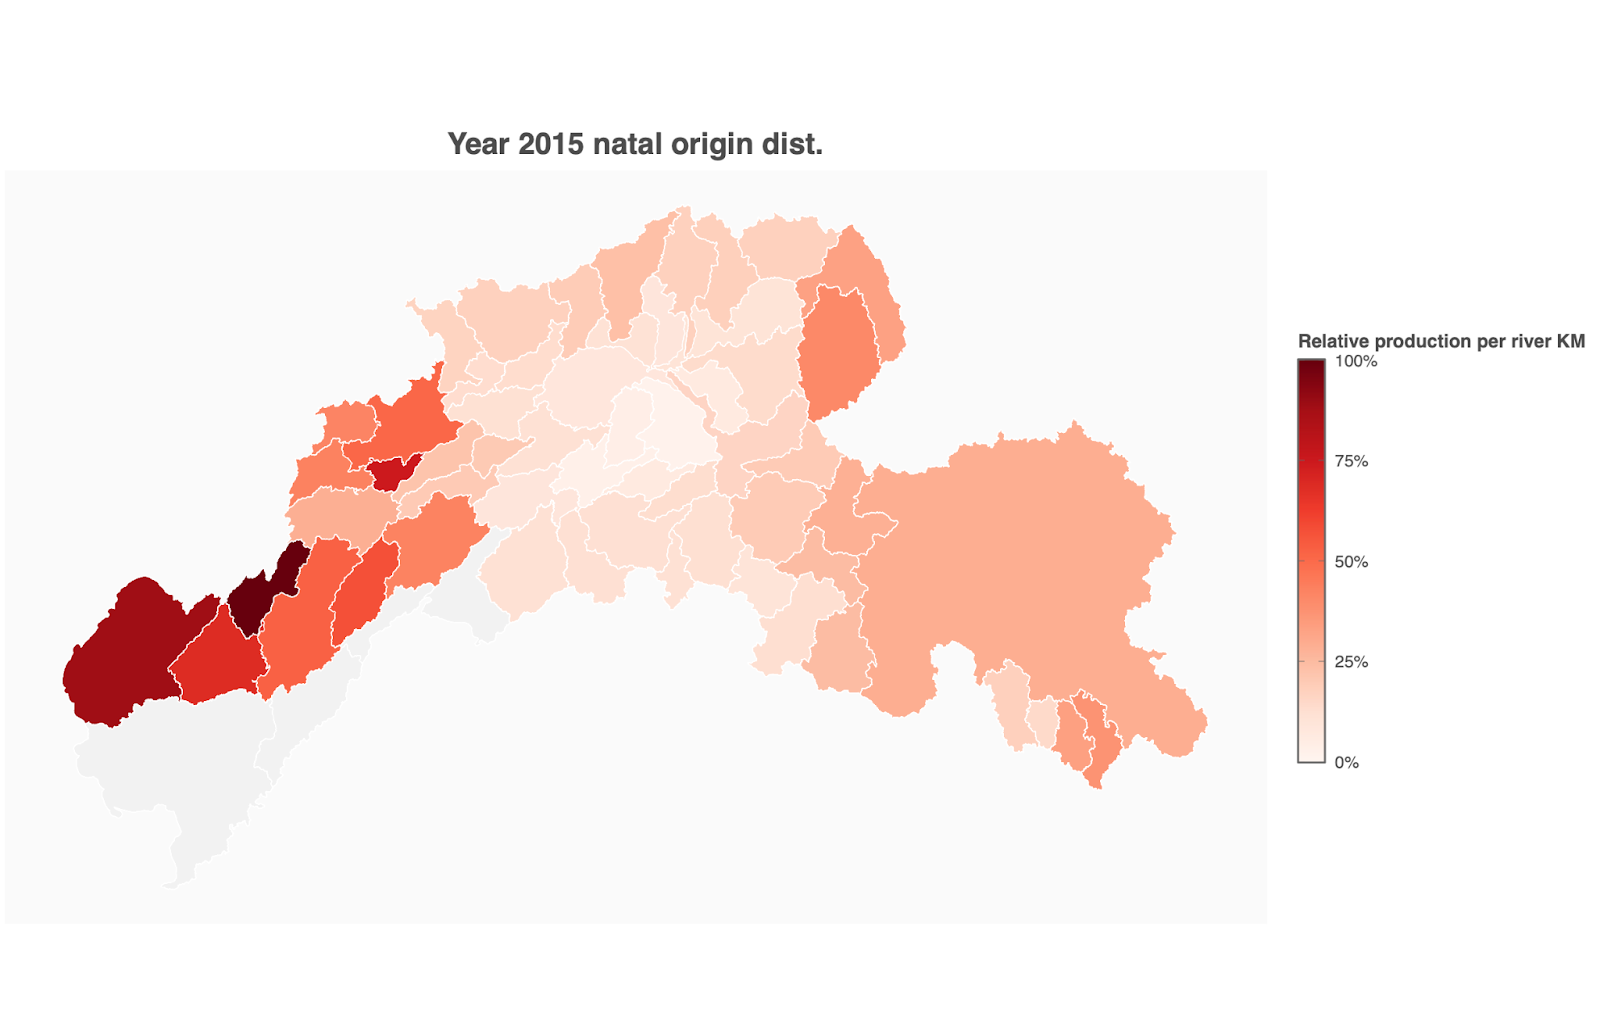 Year 2015 natal origin dist.
Relative production per river KM
100%
75%
50%
25%
0%